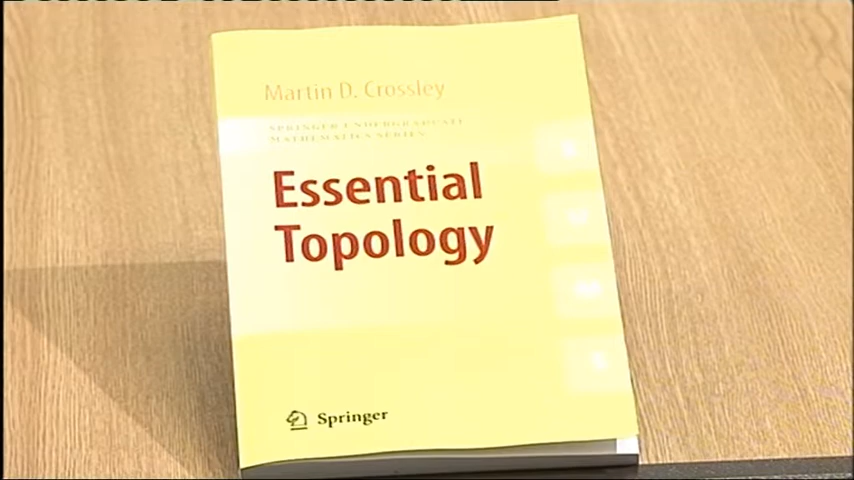 Martin D. Crossley
SPRINGER UNDERGRADUATE
MATHEMATICS SERIES
Essential
Topology
Springer